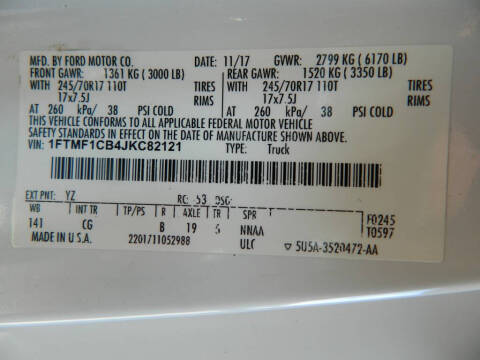 MFD. BY FORD MOTOR CO. DATE: 11/17 GVWR: 2799 KG ( 6170 LB)
FRONT GAWR: 1361 KG ( 3000 LB) REAR GAWR: 1520 KG ( 3350 LB)
WITH TIRES WITH TIRES
245/70R17 110T 245/70R17 110T
17x7.5J RIMS 17x7.5J RIMS
AT 260 kPa/ 38 PSI COLD AT 260 kPa/ 38 PSI COLD
THIS VEHICLE CONFORMS TO ALL APPLICABLE FEDERAL MOTOR VEHICLE
SAFETY STANDARDS IN EFFECT ON THE DATE OF MANUFACTURE SHOWN ABOVE.
VIN: 1FTMF1CB4JKC82121 TYPE: Truck
EXT PNT: YZ RC: 53 DSO:
WB INT TR TP/PS R AXLE TR SPR
141 CG B 19 6 NNAA
F0245
T0597
MADE IN U.S.A. 2201711052988 ULC 5U5A-3520472-AA